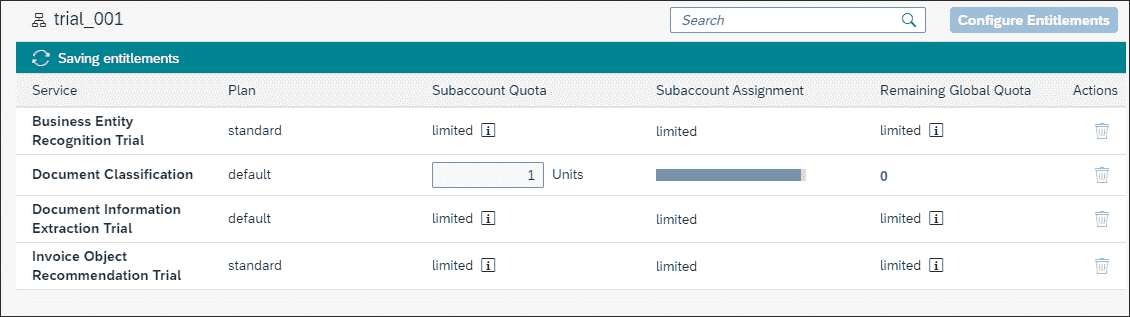 trial_001
Search
Configure Entitlements
Saving entitlements
Service Plan Subaccount Quota Subaccount Assignment Remaining Global Quota Actions
Business Entity
Recognition Trial
standard limited i limited limited i
Document Classification default 1 Units 0
Document Information
Extraction Trial
default limited i limited limited i
Invoice Object
Recommendation Trial
standard limited i limited limited i